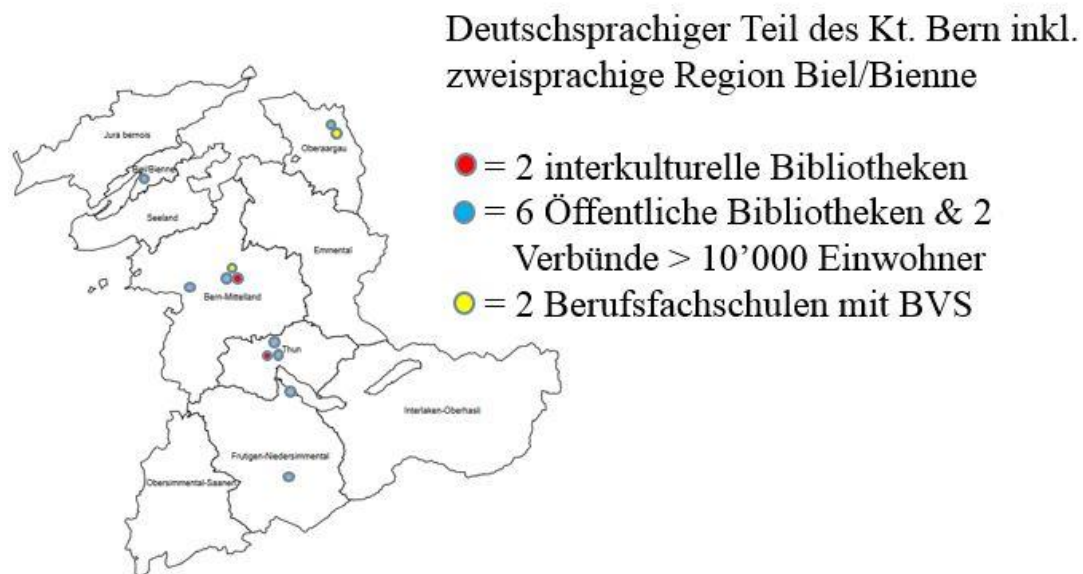 Deutschsprachiger Teil des Kt. Bern inkl.
zweisprachige Region Biel/Bienne
= 2 interkulturelle Bibliotheken
= 6 Öffentliche Bibliotheken & 2
Verbünde > 10’000 Einwohner
= 2 Berufsfachschulen mit BVS
Jura bernois
Oberaargau
Biel/Bienne
Seeland
Emmental
Bern-Mittelland
Thun
Interlaken-Oberhasli
Frutigen-Niedersimmental
Obersimmental-Saanen